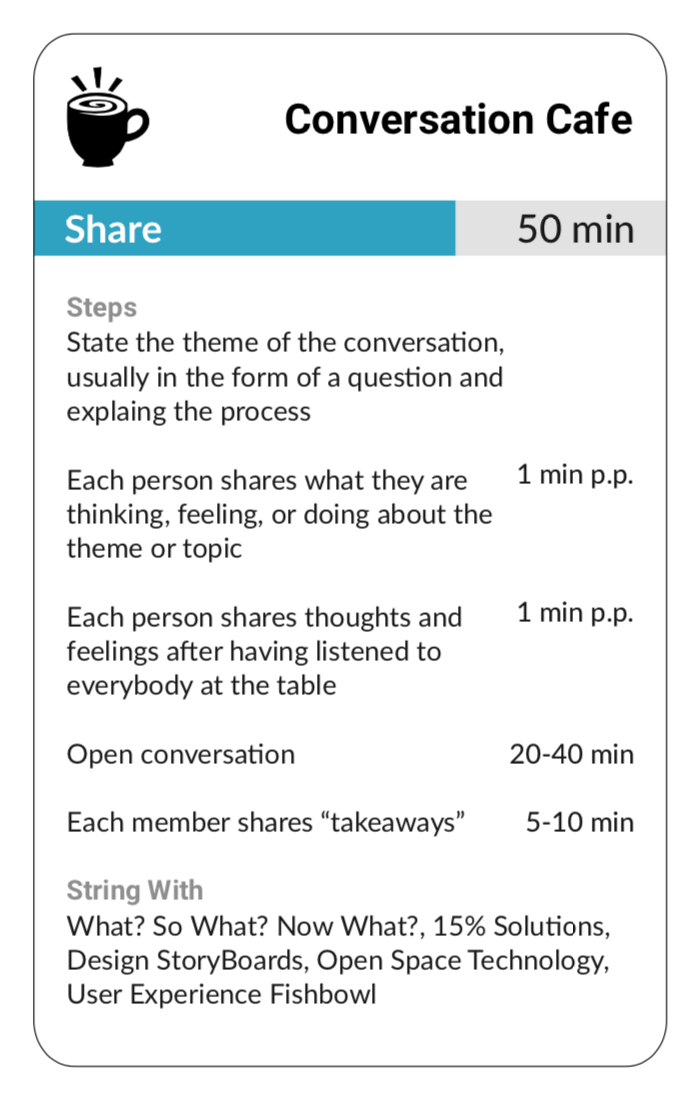 Conversation Cafe
Share 50 min
Steps
State the theme of the conversation,
usually in the form of a question and
explaing the process
Each person shares what they are 1 min p.p.
thinking, feeling, or doing about the
theme or topic
Each person shares thoughts and 1 min p.p.
feelings after having listened to
everybody at the table
Open conversation 20-40 min
Each member shares “takeaways” 5-10 min
String With
What? So What? Now What?, 15% Solutions,
Design StoryBoards, Open Space Technology,
User Experience Fishbowl